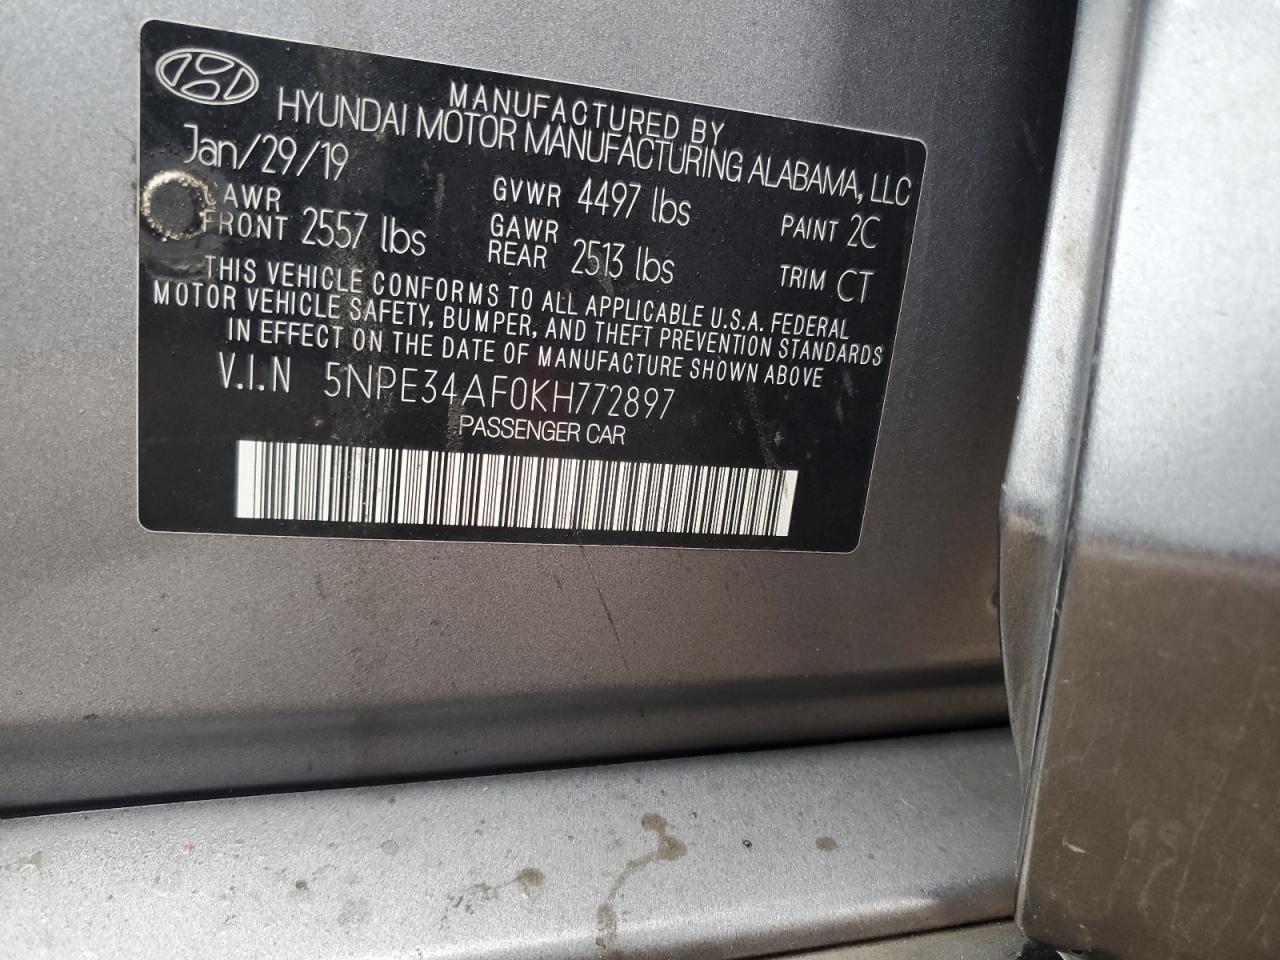 MANUFACTURED BY
HYUNDAI MOTOR MANUFACTURING ALABAMA, LLC
Jan/29/19
GVWR 4497 lbs
PAINT 2C
GAWR
FRONT 2557 lbs
GAWR
REAR 2513 lbs
TRIM CT
THIS VEHICLE CONFORMS TO ALL APPLICABLE U.S.A. FEDERAL
MOTOR VEHICLE SAFETY, BUMPER, AND THEFT PREVENTION STANDARDS
IN EFFECT ON THE DATE OF MANUFACTURE SHOWN ABOVE
V.I.N 5NPE34AF0KH772897
PASSENGER CAR